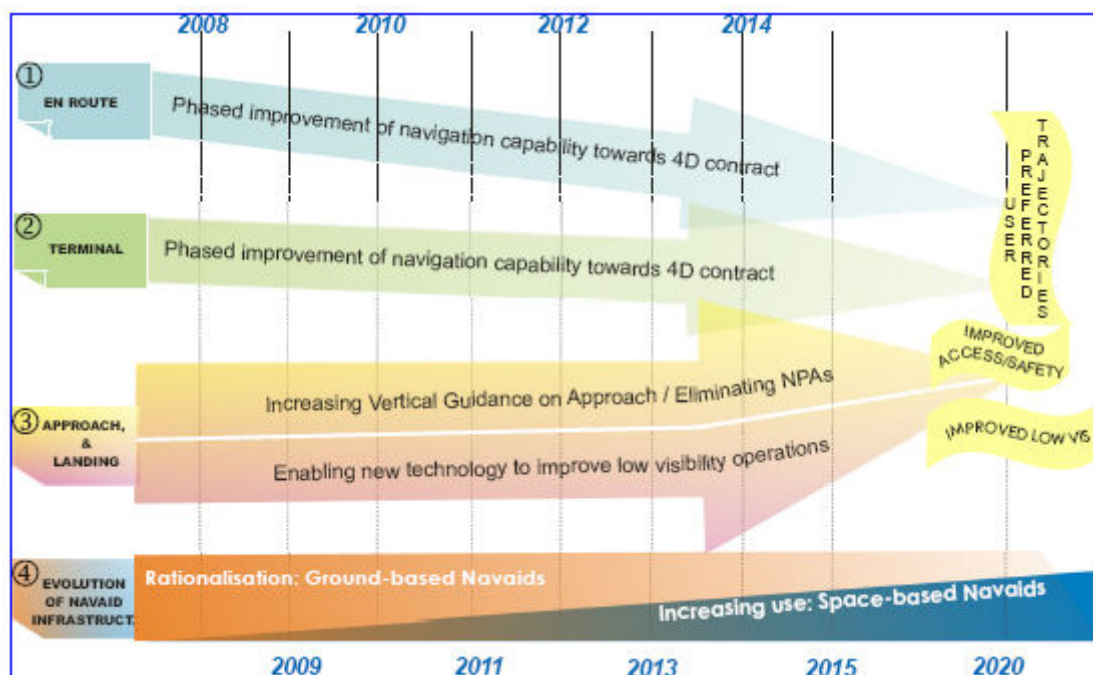 2008 2010 2012 2014
① EN ROUTE
Phased improvement of navigation capability towards 4D contract
USER
PREFERRED
TRAJECTORIES
② TERMINAL
Phased improvement of navigation capability towards 4D contract
IMPROVED
ACCESS/SAFETY
Increasing Vertical Guidance on Approach / Eliminating NPAs
③ APPROACH,
&
LANDING
IMPROVED LOW VIS
Enabling new technology to improve low visibility operations
④ EVOLUTION
OF NAVAID
INFRASTRUCT.
Rationalisation: Ground-based Navaids
Increasing use: Space-based Navaids
2009 2011 2013 2015 2020